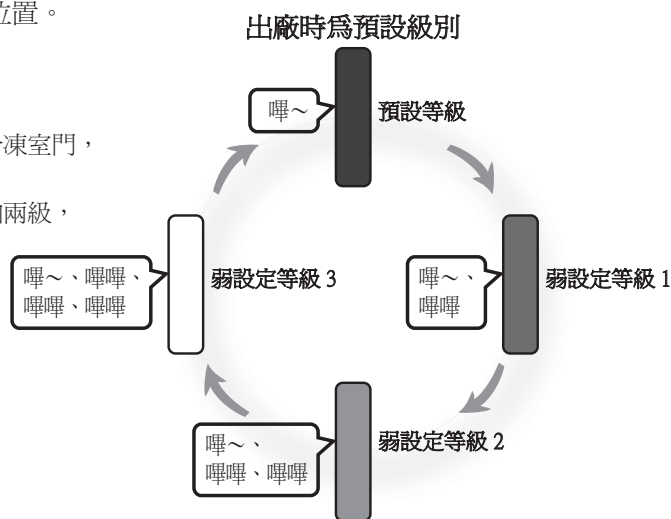 位置。
出廠時爲預設級別
嗶～
預設等級
凍室門，
兩級，
嗶～、嗶嗶、
嗶嗶、嗶嗶
弱設定等級 3
嗶～、
嗶嗶
弱設定等級 1
嗶～、
嗶嗶、嗶嗶
弱設定等級 2